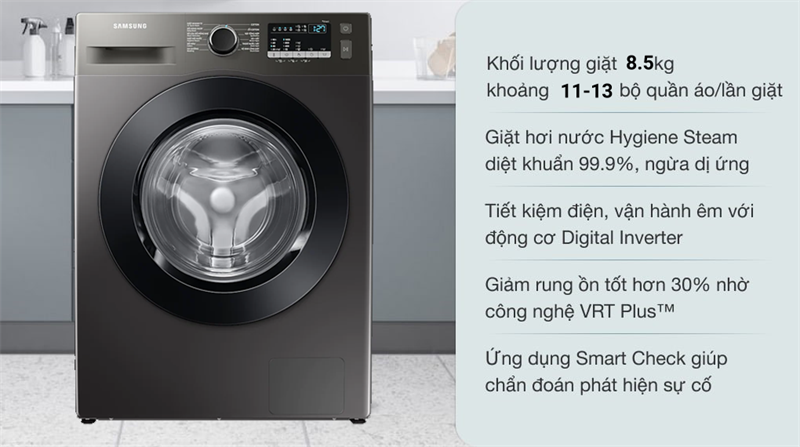 SAMSUNG
Khối lượng giặt 8.5kg
khoảng 11-13 bộ quần áo/lần giặt
Giặt hơi nước Hygiene Steam
diệt khuẩn 99.9%, ngừa dị ứng
Tiết kiệm điện, vận hành êm với
động cơ Digital Inverter
Giảm rung ồn tốt hơn 30% nhờ
công nghệ VRT Plus™
Ứng dụng Smart Check giúp
chẩn đoán phát hiện sự cố